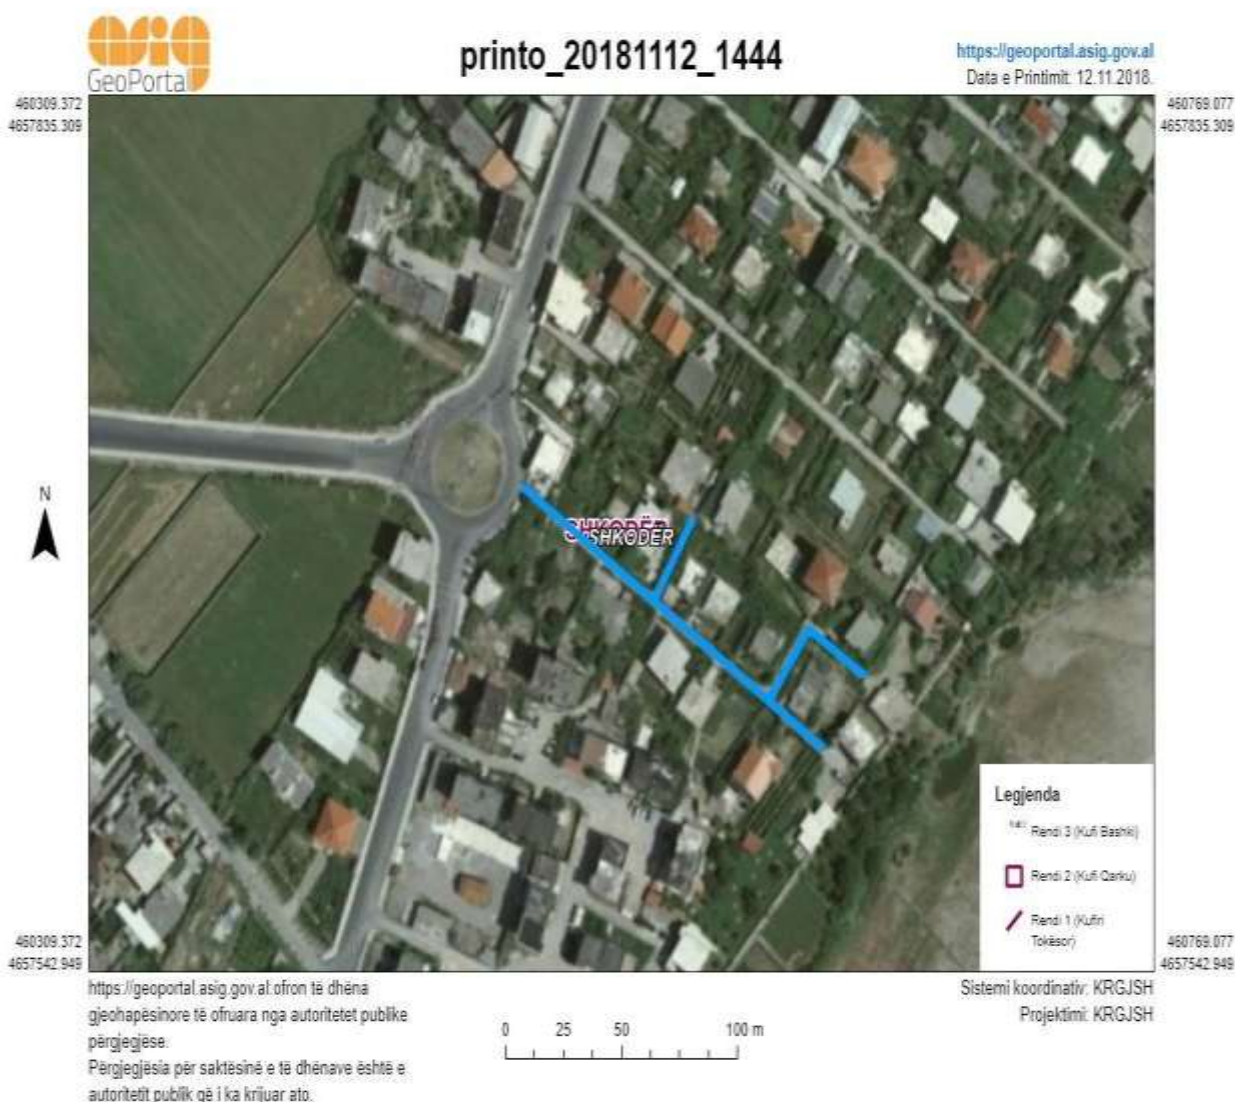 asig
GeoPortal
printo_20181112_1444
https://geoportal.asig.gov.al
Data e Printimit: 12.11.2018.
460309.372
4657835.309
460769.077
4657835.309
N
SHKODËR
SHKODËR
Legjenda
Rendi 3 (Kufi Bashki)
Rendi 2 (Kufi Qarku)
Rendi 1 (Kufiri
Tokësor)
460309.372
4657542.949
460769.077
4657542.949
https://geoportal.asig.gov.al ofron të dhëna
gjeohapësinore të ofruara nga autoritetet publike
përgjegjëse.
Përgjegjësia për saktësinë e të dhënave është e
autoritetit publik që i ka krijuar ato.
0 25 50 100 m
Sistemi koordinativ: KRGJSH
Projektimi: KRGJSH